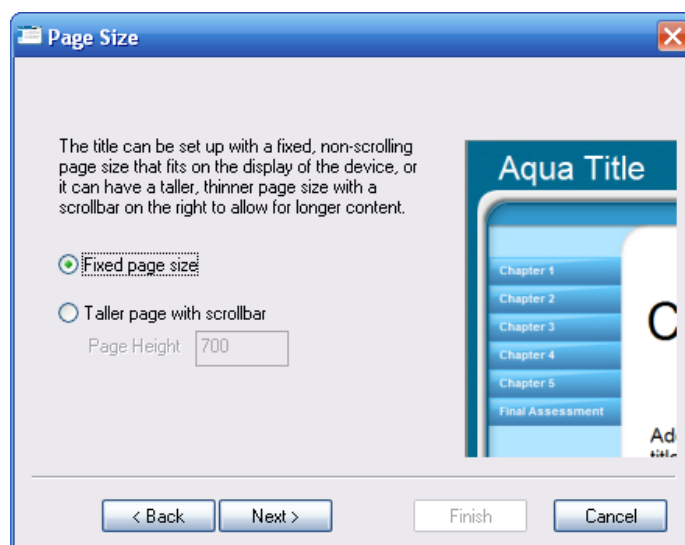 Page Size
The title can be set up with a fixed, non-scrolling
page size that fits on the display of the device, or
it can have a taller, thinner page size with a
scrollbar on the right to allow for longer content.
Fixed page size
Taller page with scrollbar
Page Height 700
Aqua Title
Chapter 1
Chapter 2
Chapter 3
Chapter 4
Chapter 5
Final Assessment
C
Ad
< Back Next > Finish Cancel